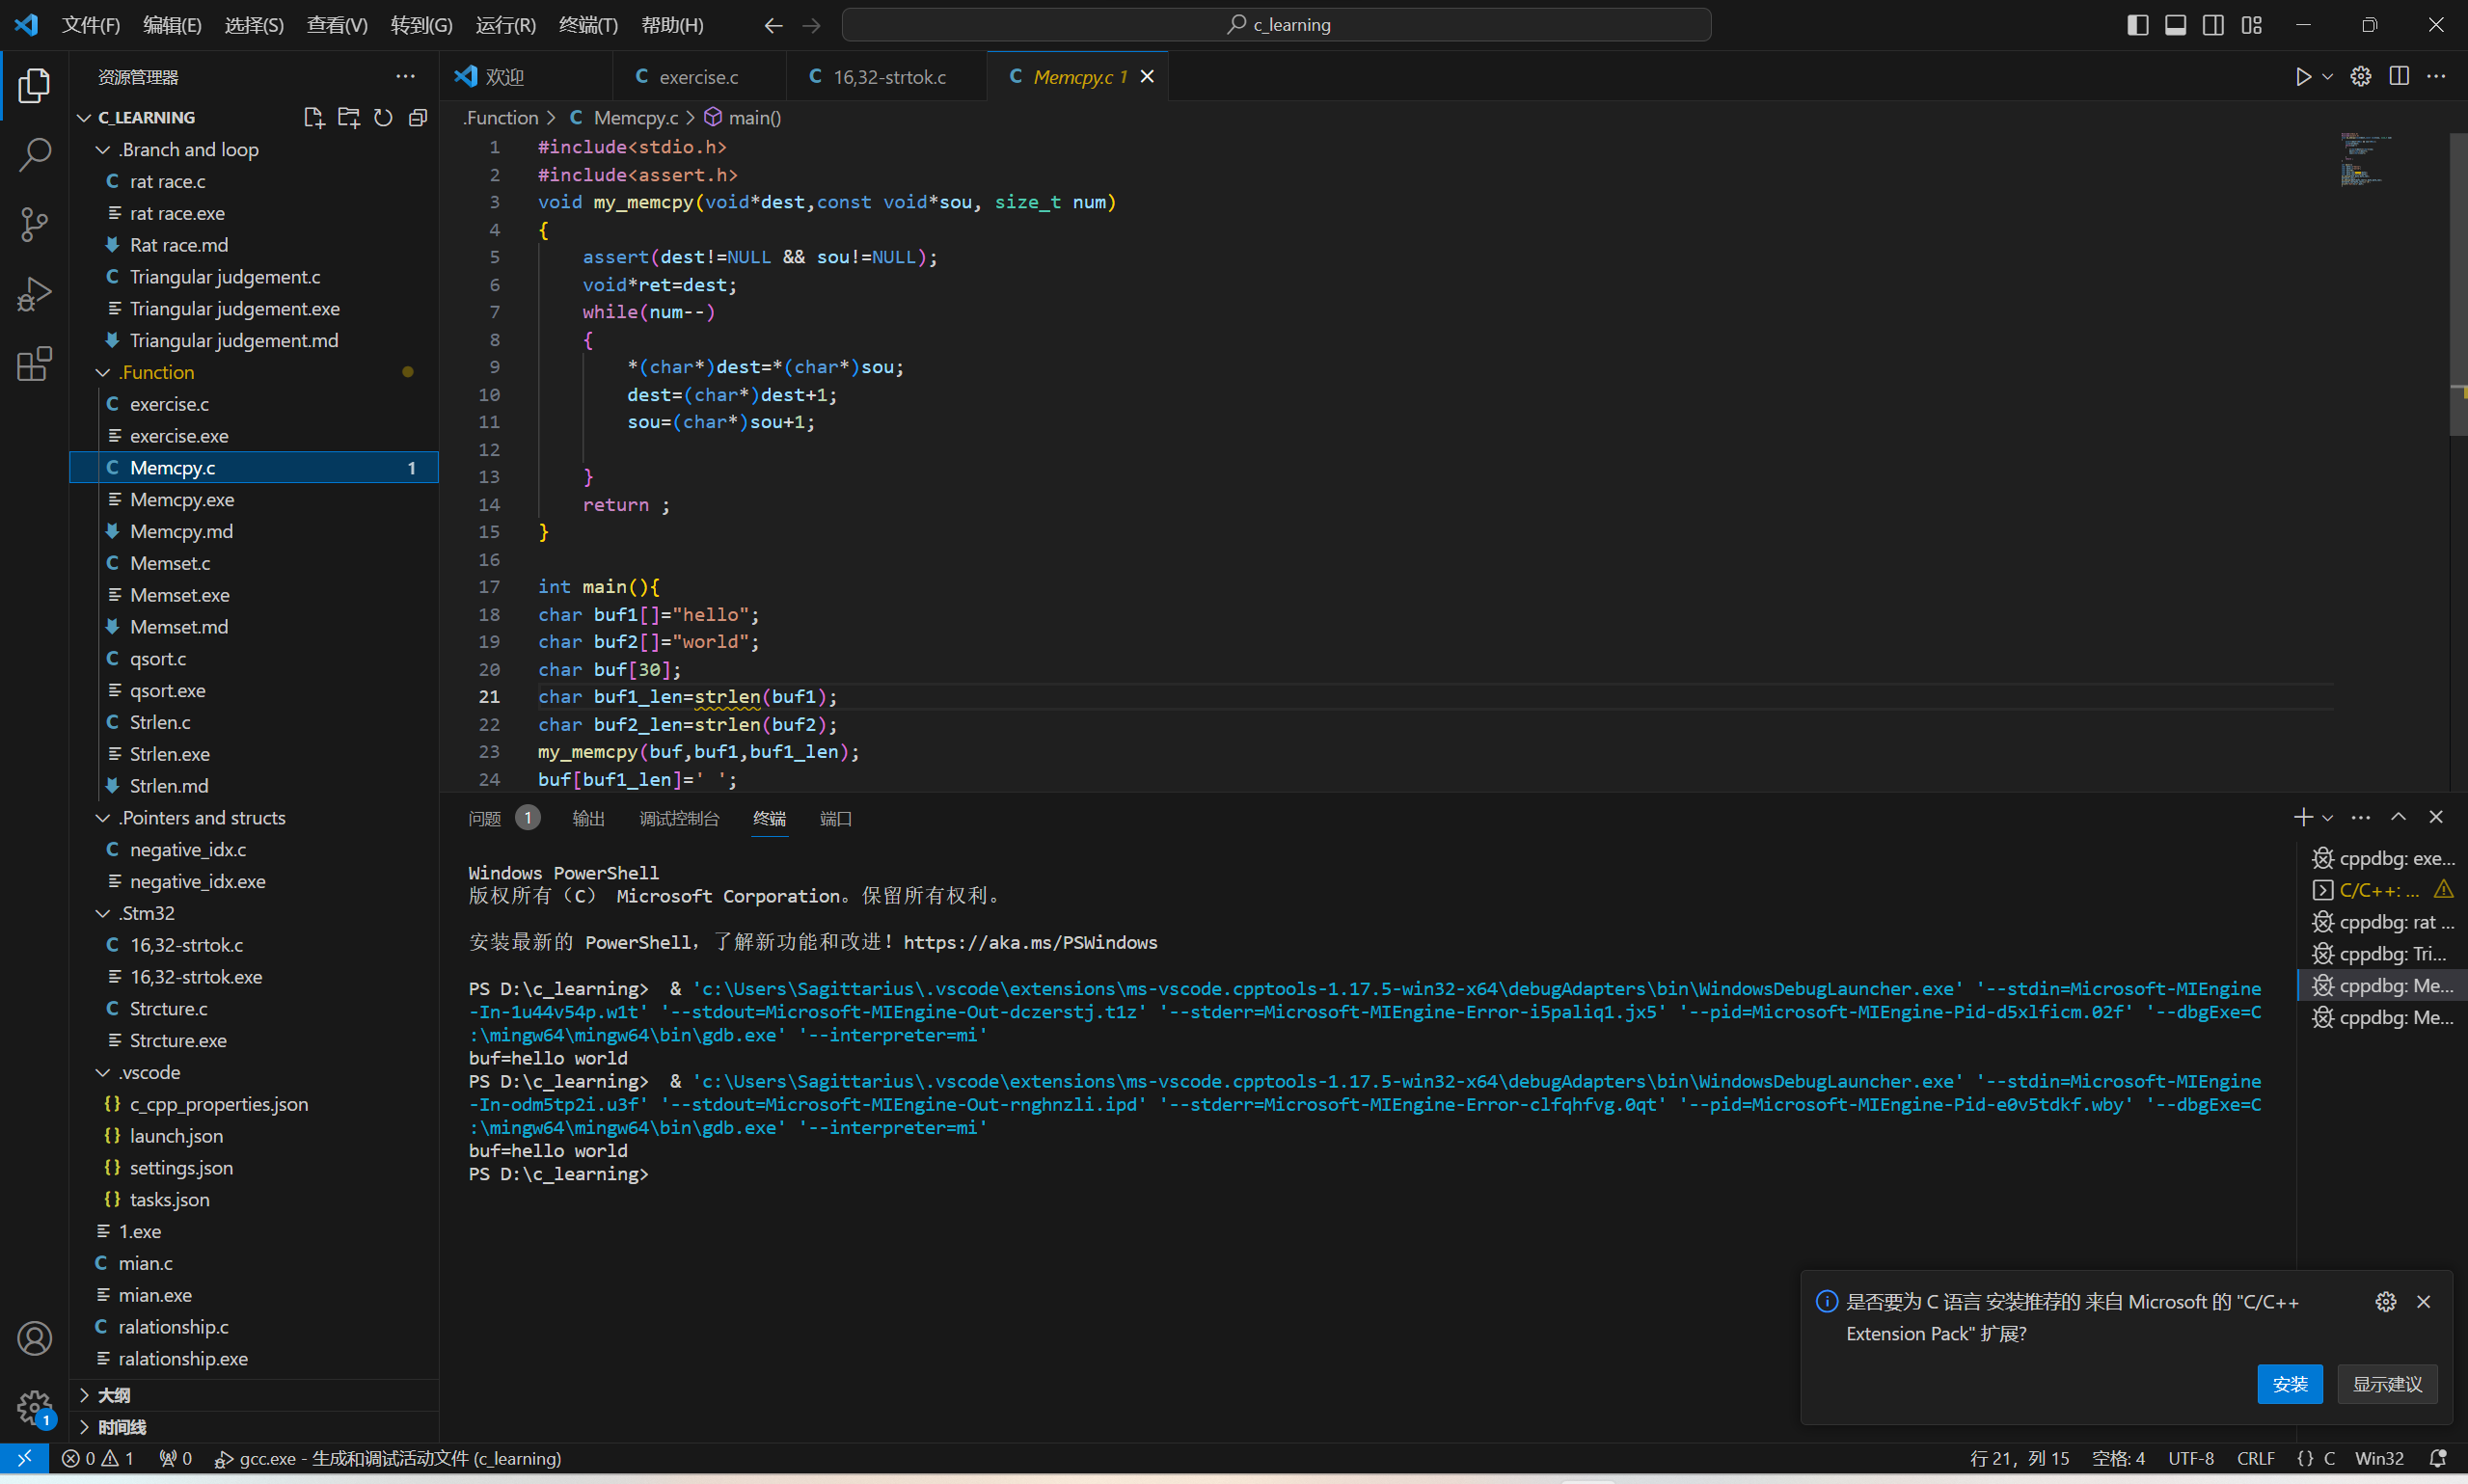 文件(F) 编辑(E) 选择(S) 查看(V) 转到(G) 运行(R) 终端(T) 帮助(H) c_learning
资源管理器
欢迎 exercise.c 16,32-strtok.c Memcpy.c 1
C_LEARNING
.Branch and loop
rat race.c
rat race.exe
Rat race.md
Triangular judgement.c
Triangular judgement.exe
Triangular judgement.md
.Function
exercise.c
exercise.exe
Memcpy.c 1
Memcpy.exe
Memcpy.md
Memset.c
Memset.exe
Memset.md
qsort.c
qsort.exe
Strlen.c
Strlen.exe
Strlen.md
.Pointers and structs
negative_idx.c
negative_idx.exe
.Stm32
16,32-strtok.c
16,32-strtok.exe
Strcture.c
Strcture.exe
.vscode
c_cpp_properties.json
launch.json
settings.json
tasks.json
1.exe
mian.c
mian.exe
ralationship.c
ralationship.exe
大纲
时间线
.Function > C Memcpy.c > main()
1 #include<stdio.h>
2 #include<assert.h>
3 void my_memcpy(void*dest,const void*sou, size_t num)
4 {
5 assert(dest!=NULL && sou!=NULL);
6 void*ret=dest;
7 while(num--)
8 {
9 *(char*)dest=*(char*)sou;
10 dest=(char*)dest+1;
11 sou=(char*)sou+1;
12
13 }
14 return ;
15 }
16
17 int main(){
18 char buf1[]="hello";
19 char buf2[]="world";
20 char buf[30];
21 char buf1_len=strlen(buf1);
22 char buf2_len=strlen(buf2);
23 my_memcpy(buf,buf1,buf1_len);
24 buf[buf1_len]=' ';
问题 1 输出 调试控制台 终端 端口
Windows PowerShell
版权所有（C） Microsoft Corporation。保留所有权利。
安装最新的 PowerShell，了解新功能和改进！https://aka.ms/PSWindows
PS D:\c_learning>  & 'c:\Users\Sagittarius\.vscode\extensions\ms-vscode.cpptools-1.17.5-win32-x64\debugAdapters\bin\WindowsDebugLauncher.exe' '--stdin=Microsoft-MIEngine
-In-1u44v54p.w1t' '--stdout=Microsoft-MIEngine-Out-dczerstj.t1z' '--stderr=Microsoft-MIEngine-Error-i5paliq1.jx5' '--pid=Microsoft-MIEngine-Pid-d5xlficm.02f' '--dbgExe=C
:\mingw64\mingw64\bin\gdb.exe' '--interpreter=mi'
buf=hello world
PS D:\c_learning>  & 'c:\Users\Sagittarius\.vscode\extensions\ms-vscode.cpptools-1.17.5-win32-x64\debugAdapters\bin\WindowsDebugLauncher.exe' '--stdin=Microsoft-MIEngine
-In-odm5tp2i.u3f' '--stdout=Microsoft-MIEngine-Out-rnghnzli.ipd' '--stderr=Microsoft-MIEngine-Error-clfqhfvg.0qt' '--pid=Microsoft-MIEngine-Pid-e0v5tdkf.wby' '--dbgExe=C
:\mingw64\mingw64\bin\gdb.exe' '--interpreter=mi'
buf=hello world
PS D:\c_learning>
cppdbg: exe...
C/C++: ...
cppdbg: rat ...
cppdbg: Tri...
cppdbg: Me...
cppdbg: Me...
是否要为 C 语言 安装推荐的 来自 Microsoft 的 "C/C++
Extension Pack" 扩展?
安装 显示建议
1
0 1 0 gcc.exe - 生成和调试活动文件 (c_learning) 行 21，列 15 空格: 4 UTF-8 CRLF {} C Win32